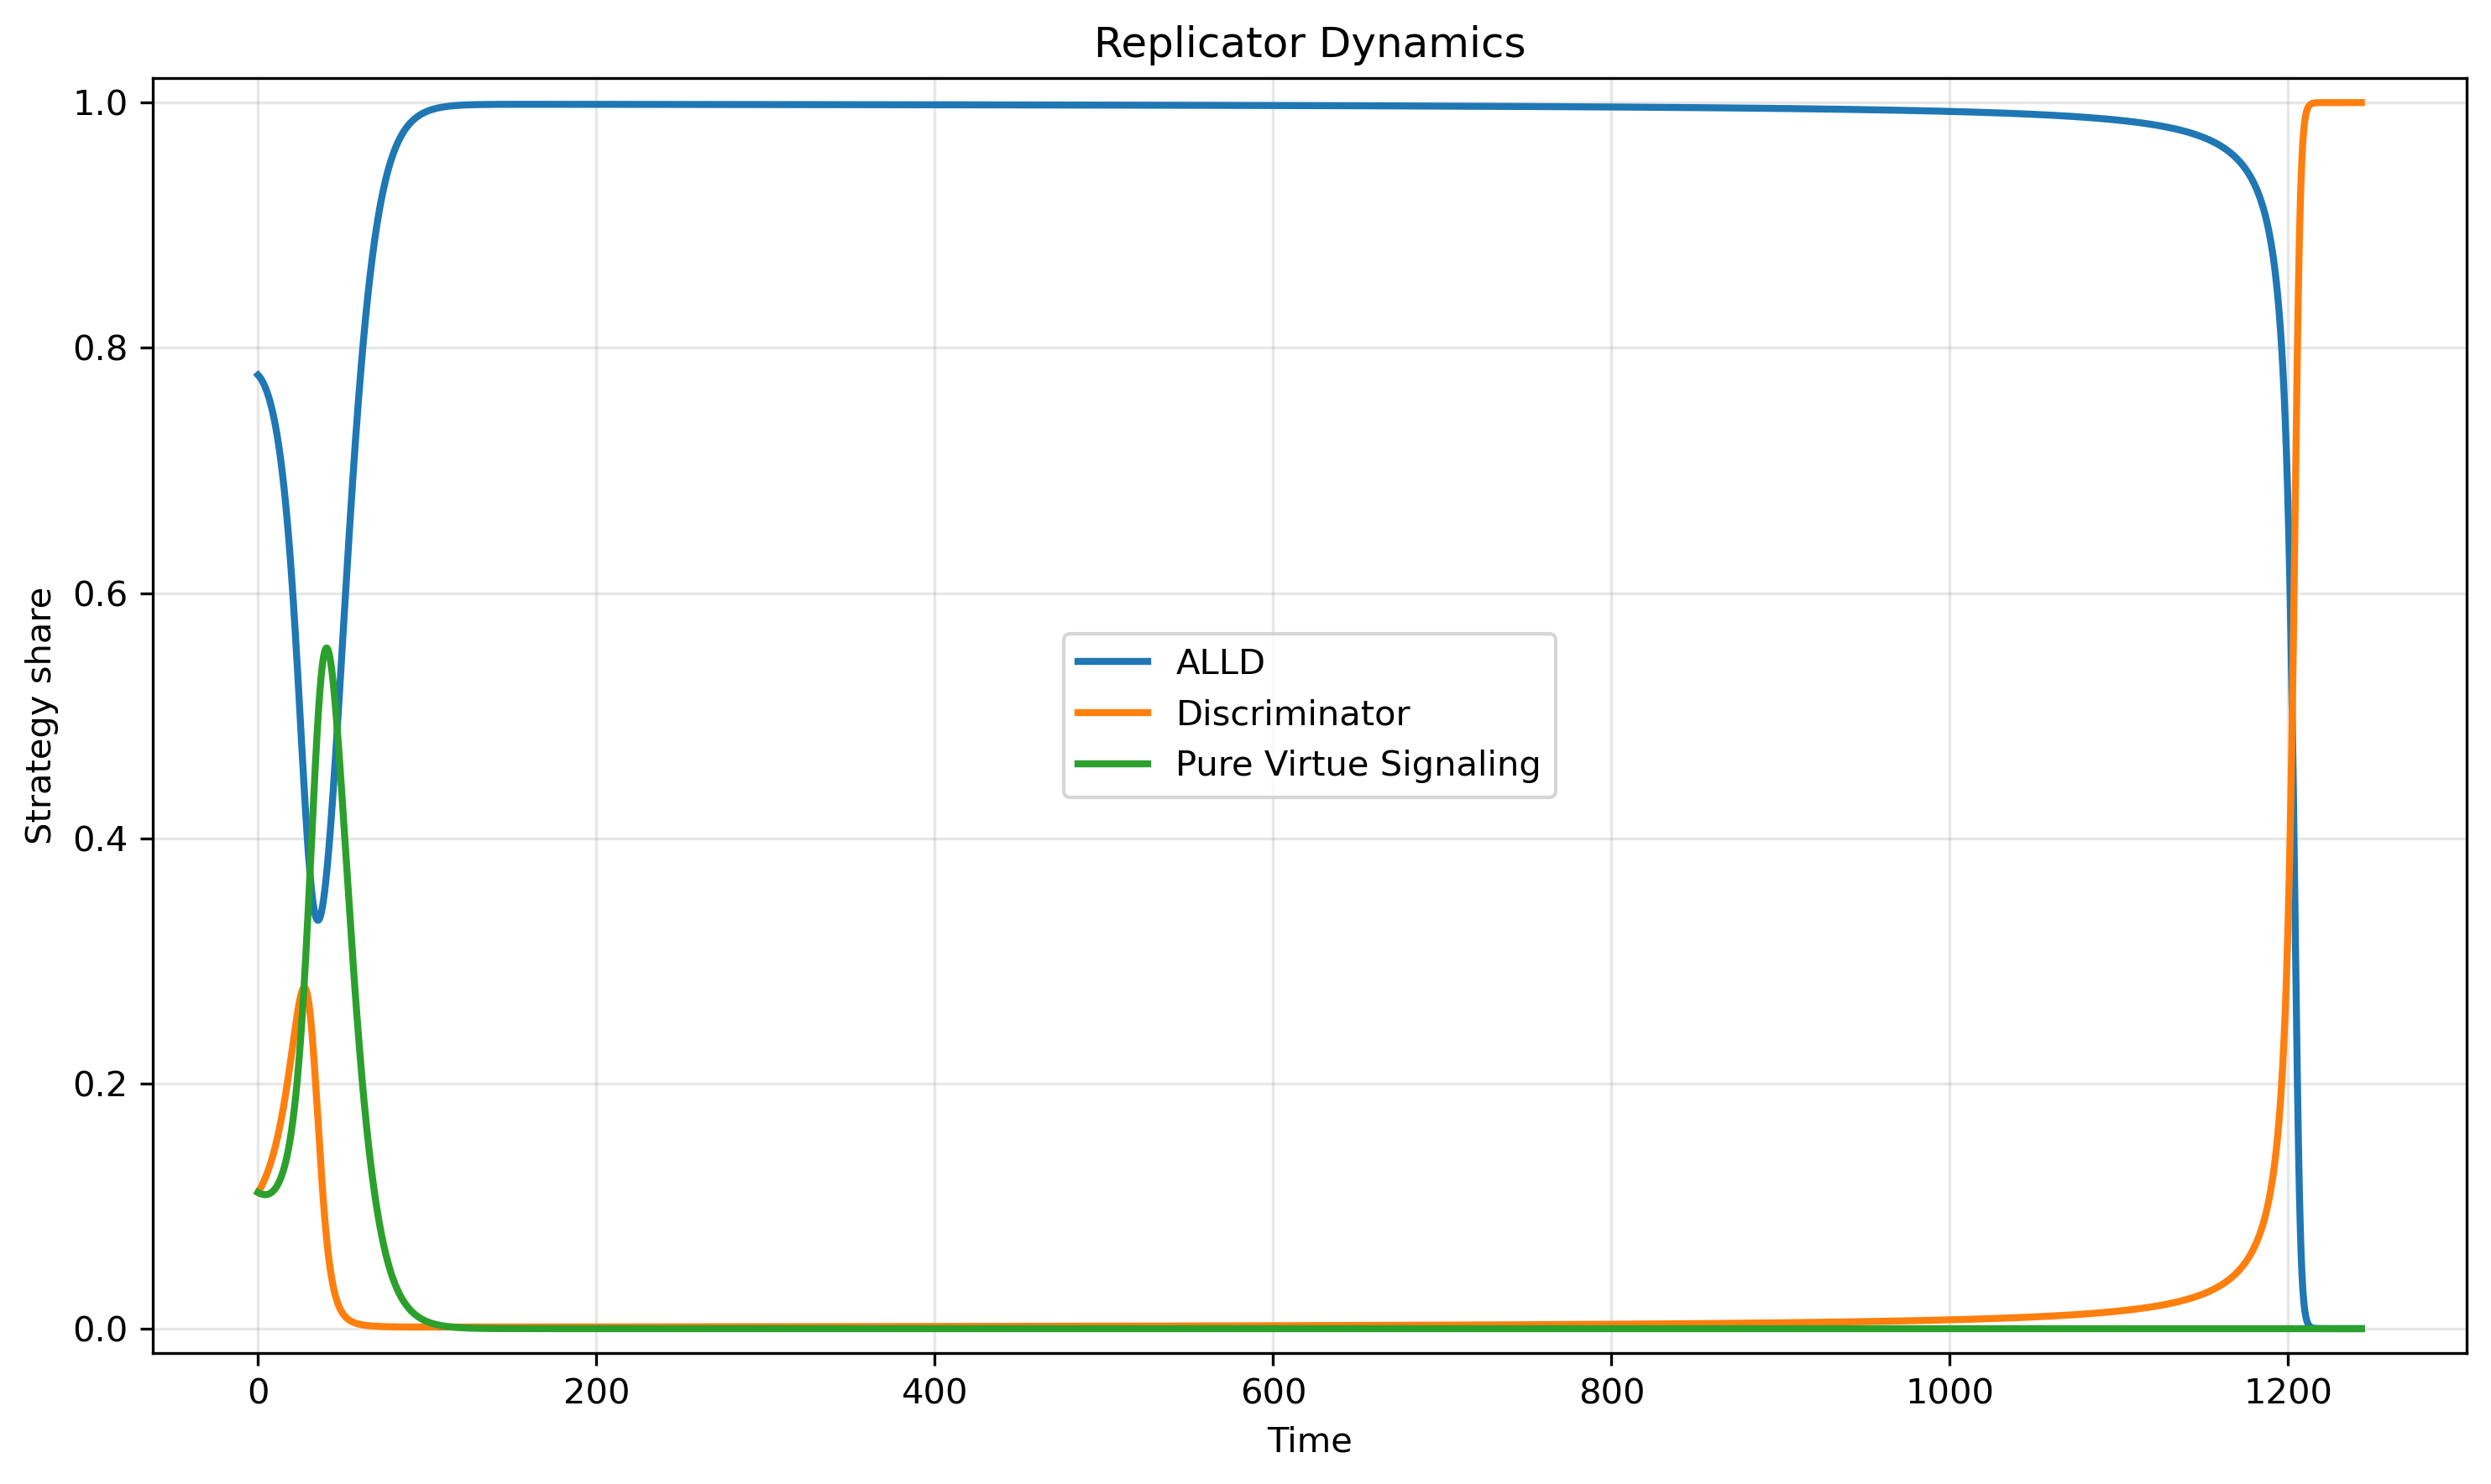 Replicator Dynamics
Strategy share
1.0
0.8
0.6
0.4
0.2
0.0
ALLD
Discriminator
Pure Virtue Signaling
0 200 400 600 800 1000 1200
Time